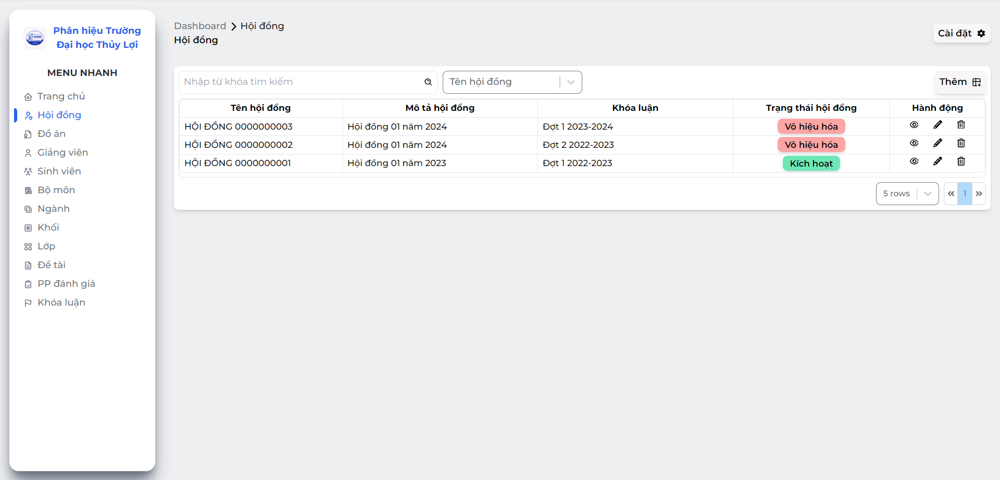 Phân hiệu Trường
Đại học Thủy Lợi
MENU NHANH
Trang chủ
Hội đồng
Đồ án
Giảng viên
Sinh viên
Bộ môn
Ngành
Khối
Lớp
Đề tài
PP đánh giá
Khóa luận
Dashboard Hội đồng
Hội đồng
Cài đặt
Nhập từ khóa tìm kiếm Tên hội đồng Thêm
Tên hội đồng Mô tả hội đồng Khóa luận Trạng thái hội đồng Hành động
HỘI ĐỒNG 0000000003 Hội đồng 01 năm 2024 Đợt 1 2023-2024 Vô hiệu hóa
HỘI ĐỒNG 0000000002 Hội đồng 01 năm 2024 Đợt 2 2022-2023 Vô hiệu hóa
HỘI ĐỒNG 0000000001 Hội đồng 01 năm 2023 Đợt 1 2022-2023 Kích hoạt
5 rows « 1 »